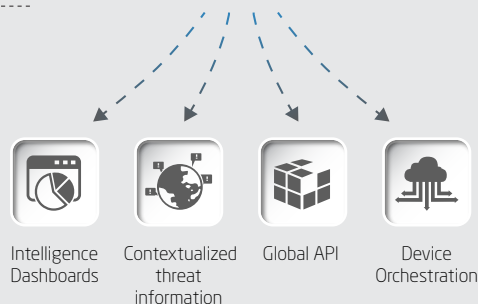 Intelligence
Dashboards
Contextualized
threat
information
Global API
Device
Orchestration